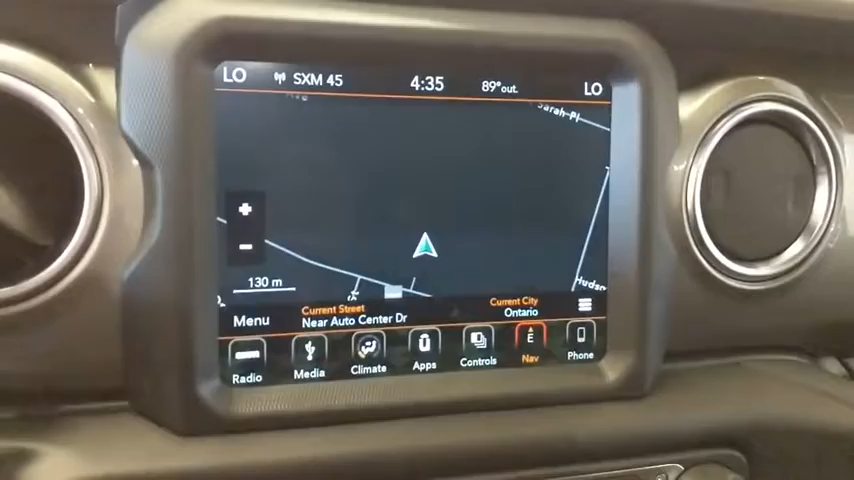 LO SXM 45 4:35 89°out. LO
Sarah Pl
130 m
Hudso
Menu
Current Street
Near Auto Center Dr
Current City
Ontario
Radio Media Climate Apps Controls E Nav Phone